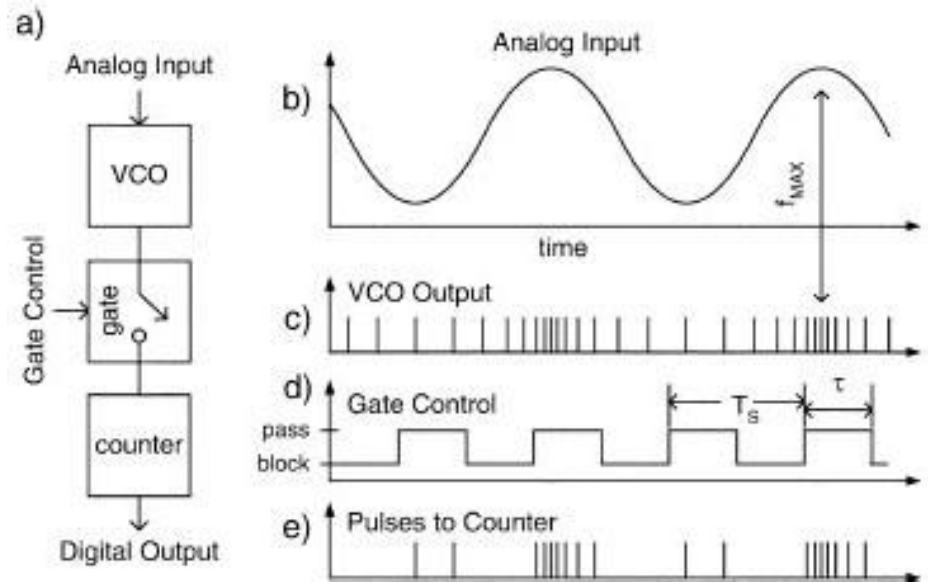 a)
Analog Input
VCO
Gate Control
gate
counter
Digital Output
Analog Input
b)
fMAX
time
VCO Output
c)
d)
Gate Control
TS
τ
pass
block
e)
Pulses to Counter